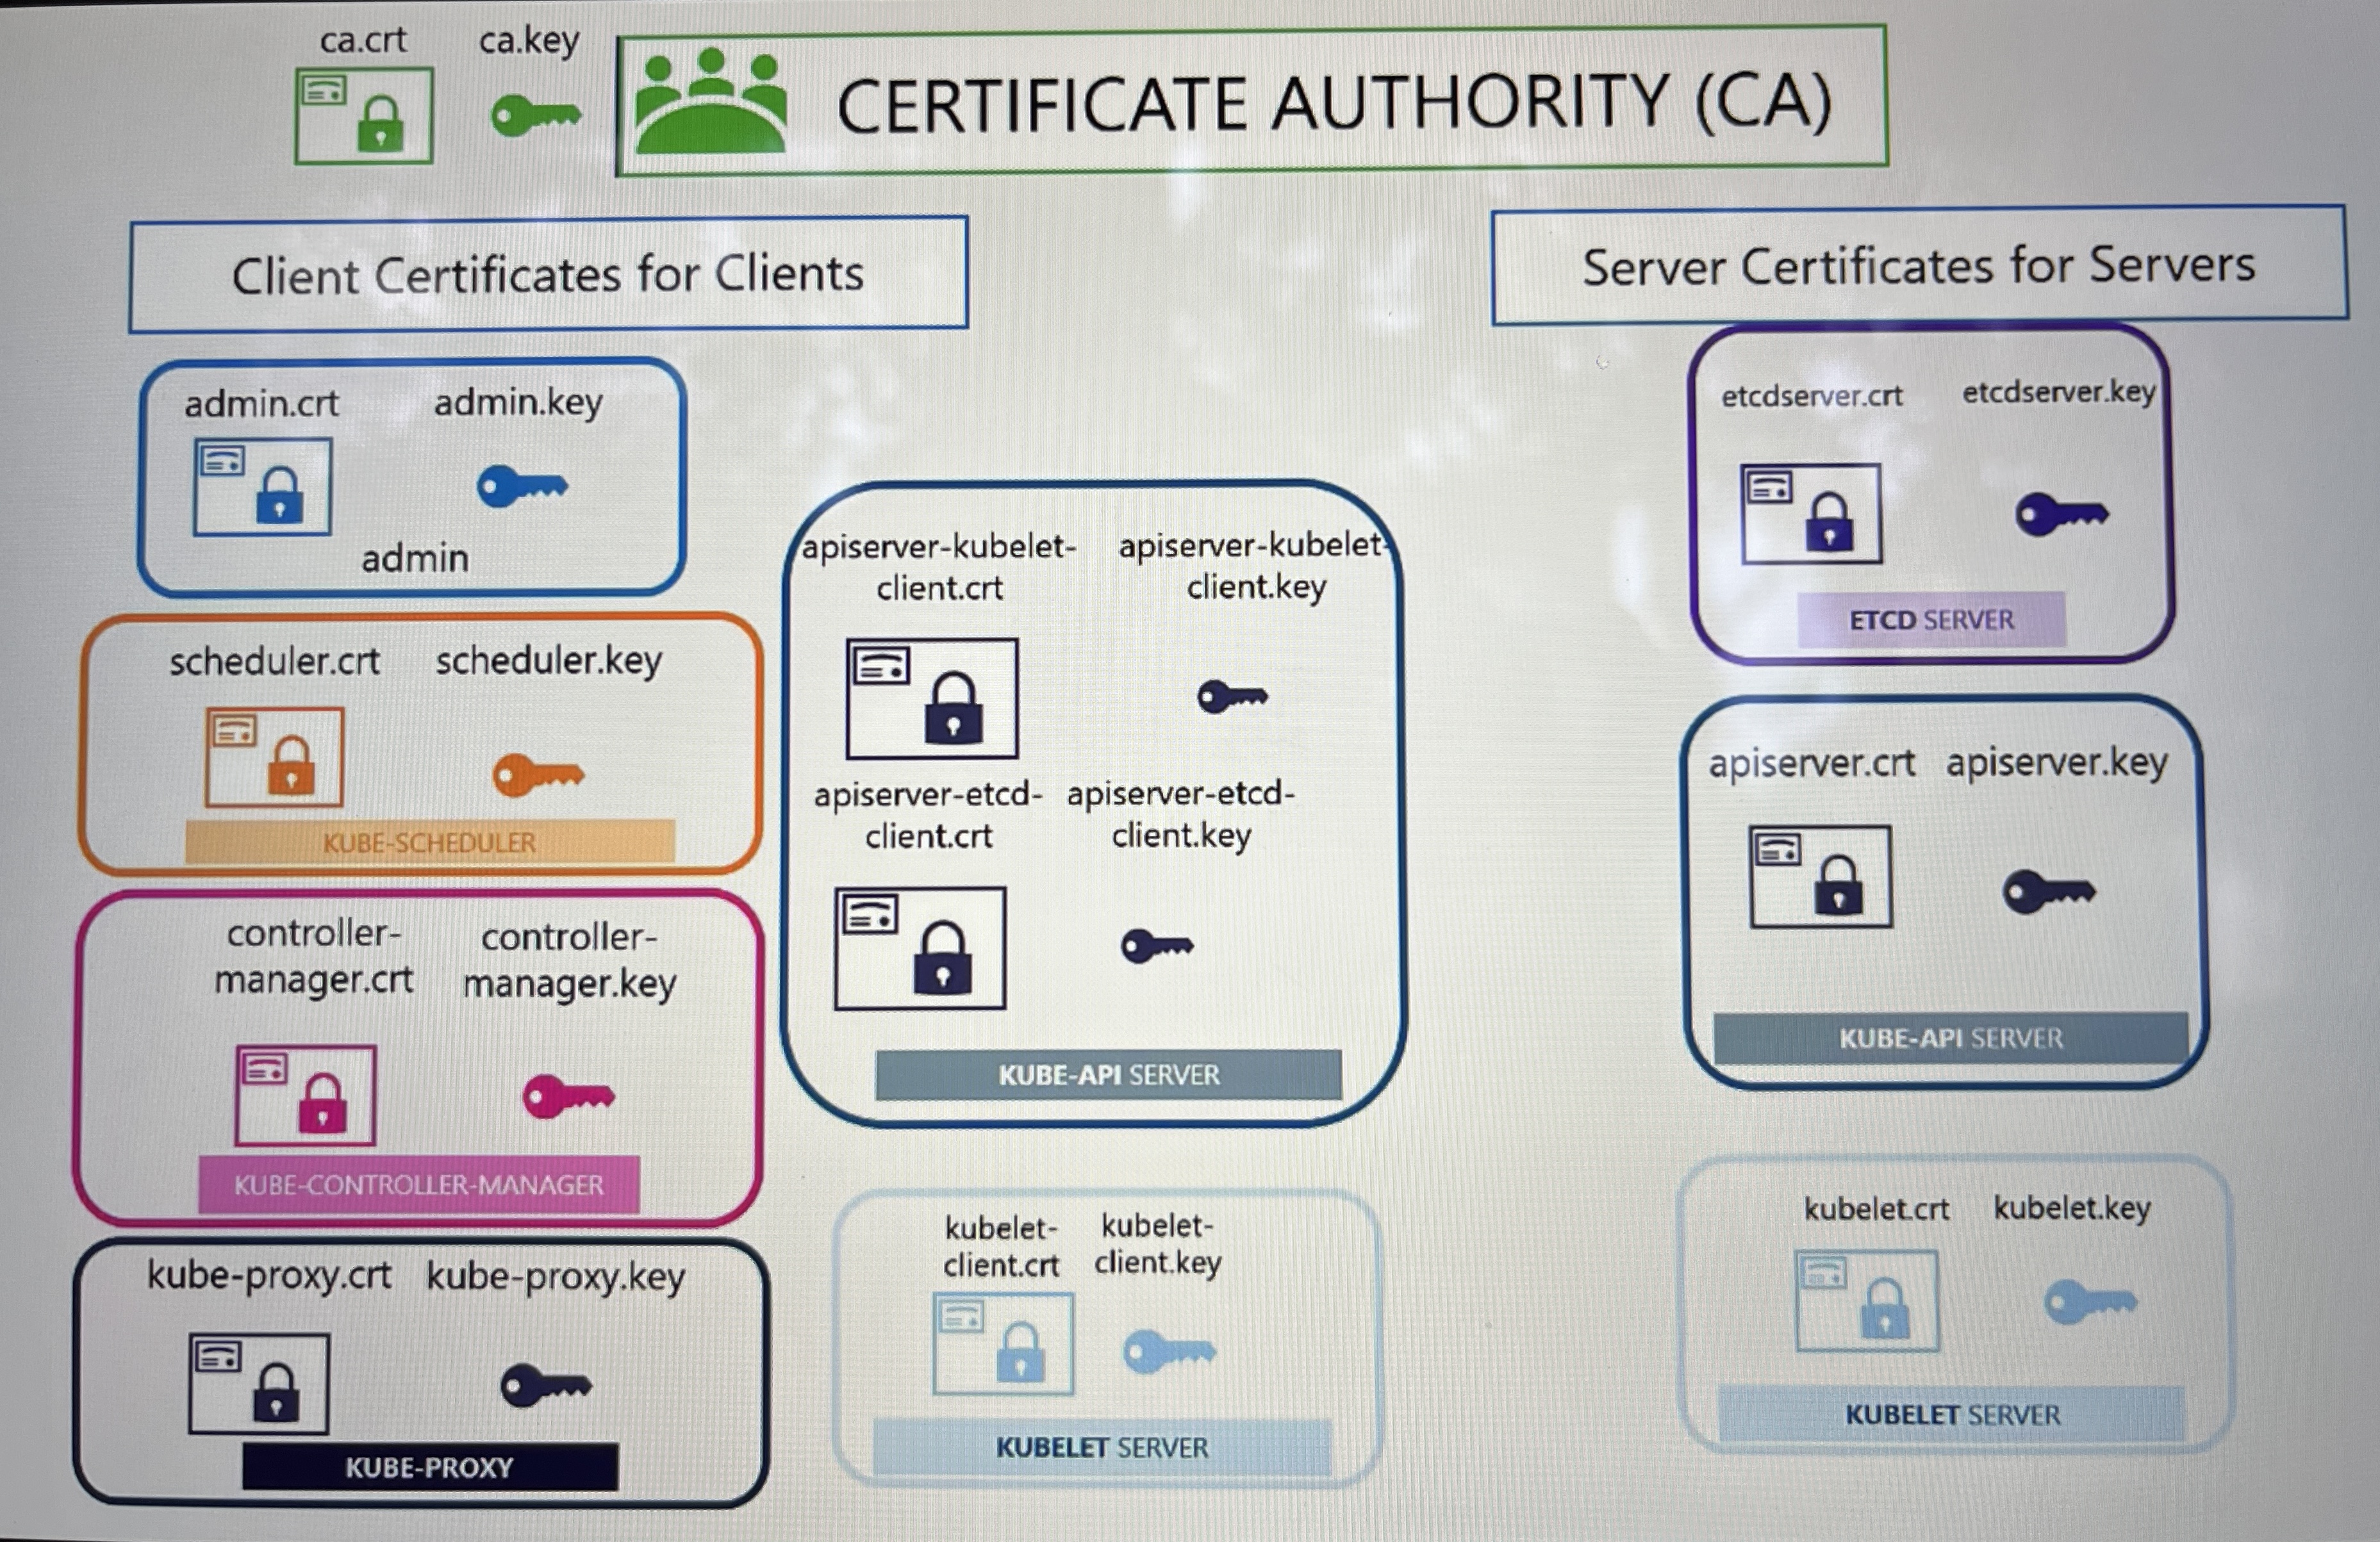 ca.crt
ca.key
CERTIFICATE AUTHORITY (CA)
Client Certificates for Clients
Server Certificates for Servers
admin.crt
admin.key
admin
scheduler.crt
scheduler.key
KUBE-SCHEDULER
controller-
manager.crt
controller-
manager.key
KUBE-CONTROLLER-MANAGER
kube-proxy.crt
kube-proxy.key
KUBE-PROXY
apiserver-kubelet-
client.crt
apiserver-kubelet-
client.key
apiserver-etcd-
client.crt
apiserver-etcd-
client.key
KUBE-API SERVER
kubelet-
client.crt
kubelet-
client.key
KUBELET SERVER
etcdserver.crt
etcdserver.key
ETCD SERVER
apiserver.crt
apiserver.key
KUBE-API SERVER
kubelet.crt
kubelet.key
KUBELET SERVER